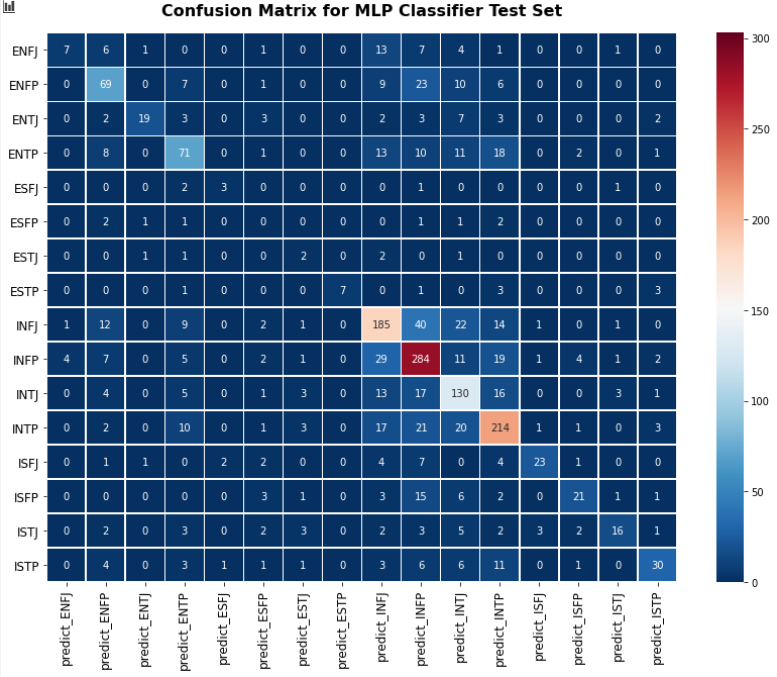 Confusion Matrix for MLP Classifier Test Set
ENFJ 7 6 1 0 0 1 0 0 13 7 4 1 0 0 1 0
ENFP 0 69 0 7 0 1 0 0 9 23 10 6 0 0 0 0
ENTJ 0 2 19 3 0 3 0 0 2 3 7 3 0 0 0 2
ENTP 0 8 0 71 0 1 0 0 13 10 11 18 0 2 0 1
ESFJ 0 0 0 2 3 0 0 0 0 1 0 0 0 0 1 0
ESFP 0 2 1 1 0 0 0 0 0 1 1 2 0 0 0 0
ESTJ 0 0 1 1 0 0 2 0 2 0 1 0 0 0 0 0
ESTP 0 0 0 1 0 0 0 7 0 1 0 3 0 0 0 3
INFJ 1 12 0 9 0 2 1 0 185 40 22 14 1 0 1 0
INFP 4 7 0 5 0 2 1 0 29 284 11 19 1 4 1 2
INTJ 0 4 0 5 0 1 3 0 13 17 130 16 0 0 3 1
INTP 0 2 0 10 0 1 3 0 17 21 20 214 1 1 0 3
ISFJ 0 1 1 0 2 2 0 0 4 7 0 4 23 1 0 0
ISFP 0 0 0 0 0 3 1 0 3 15 6 2 0 21 1 1
ISTJ 0 2 0 3 0 2 3 0 2 3 5 2 3 2 16 1
ISTP 0 4 0 3 1 1 1 0 3 6 6 11 0 1 0 30
predict_ENFJ
predict_ENFP
predict_ENTJ
predict_ENTP
predict_ESFJ
predict_ESFP
predict_ESTJ
predict_ESTP
predict_INFJ
predict_INFP
predict_INTJ
predict_INTP
predict_ISFJ
predict_ISFP
predict_ISTJ
predict_ISTP
300
250
200
150
100
50
0